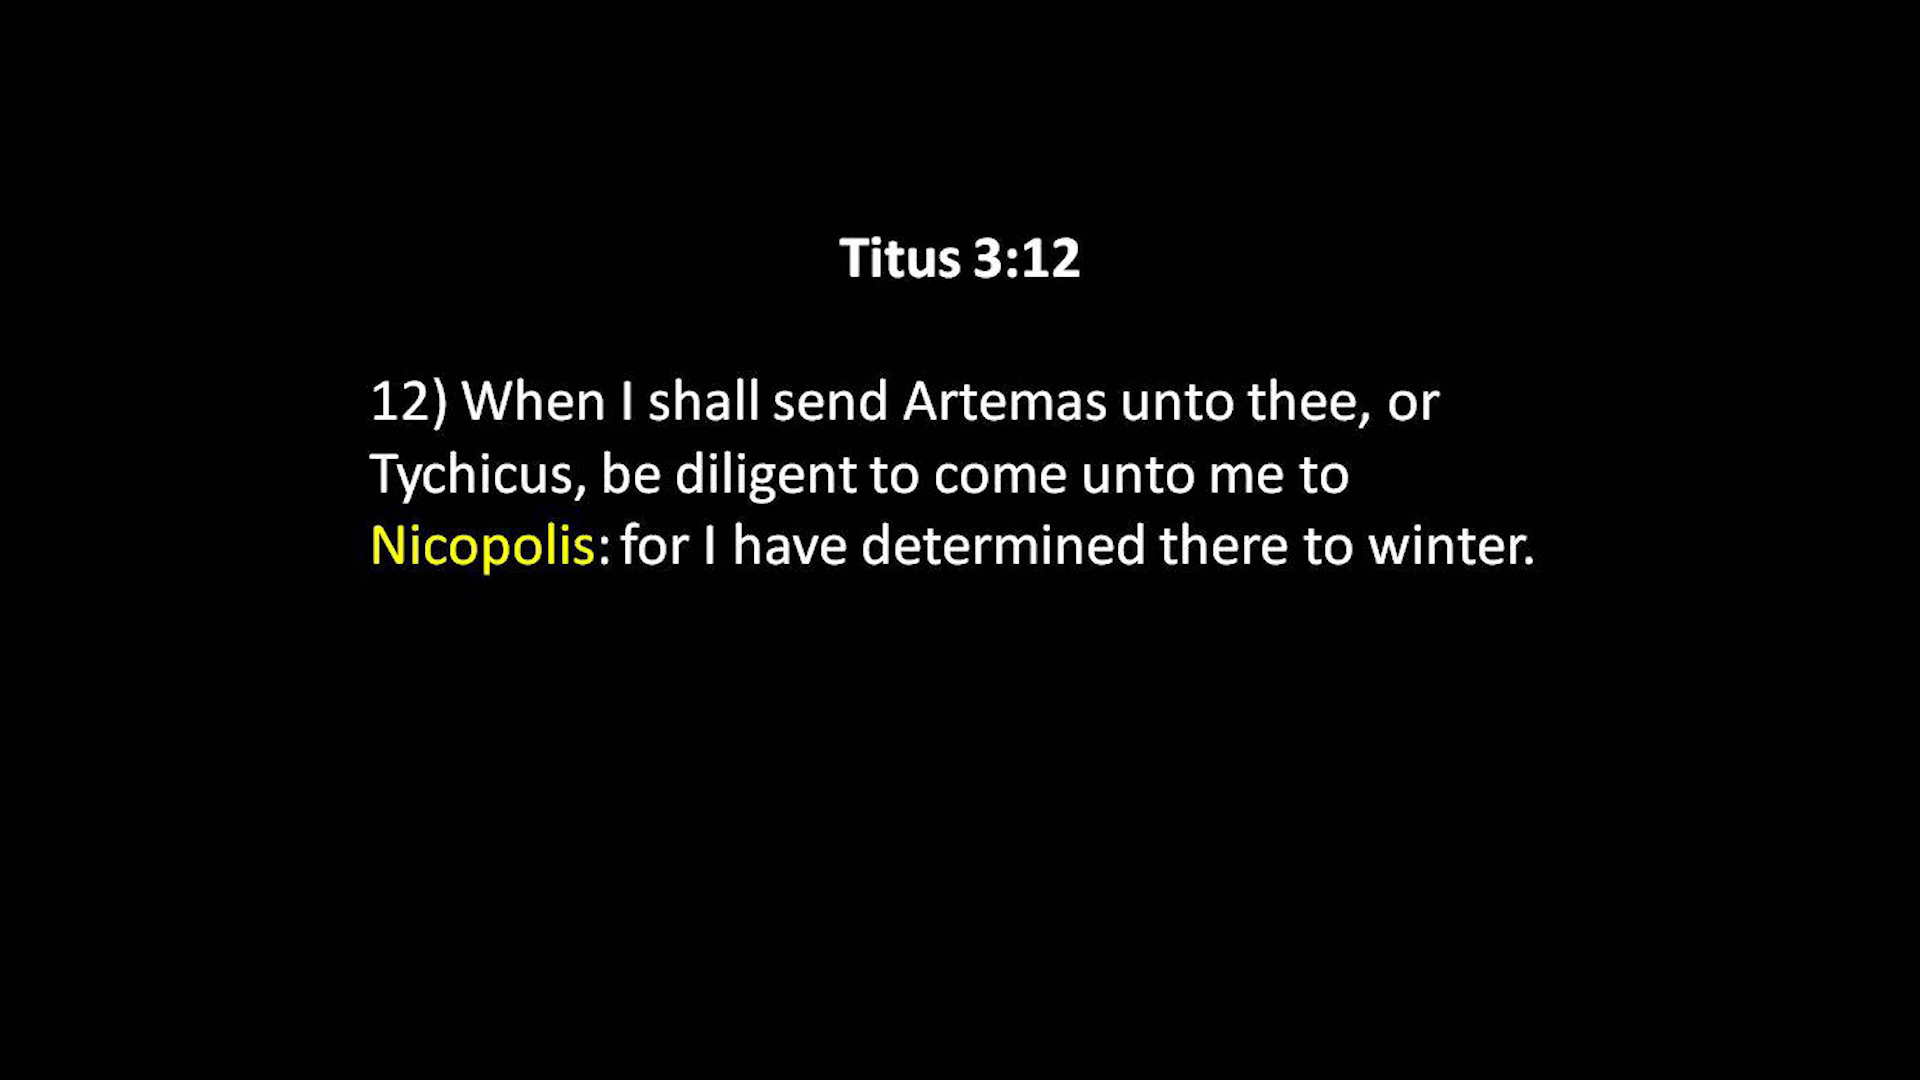 Titus 3:12
12) When I shall send Artemas unto thee, or
Tychicus, be diligent to come unto me to
Nicopolis: for I have determined there to winter.